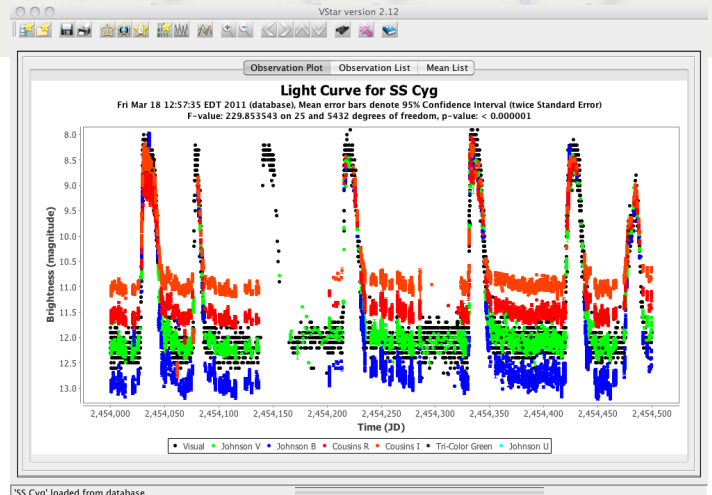 VStar version 2.12
Observation Plot Observation List Mean List
Light Curve for SS Cyg
Fri Mar 18 12:57:35 EDT 2011 (database), Mean error bars denote 95% Confidence Interval (twice Standard Error)
F-value: 229.853543 on 25 and 5432 degrees of freedom, p-value: < 0.000001
Brightness (magnitude)
8.0
8.5
9.0
9.5
10.0
10.5
11.0
11.5
12.0
12.5
13.0
2,454,000 2,454,050 2,454,100 2,454,150 2,454,200 2,454,250 2,454,300 2,454,350 2,454,400 2,454,450 2,454,500
Time (JD)
Visual Johnson V Johnson B Cousins R Cousins I Tri-Color Green Johnson U
'SS Cyg' loaded from database.